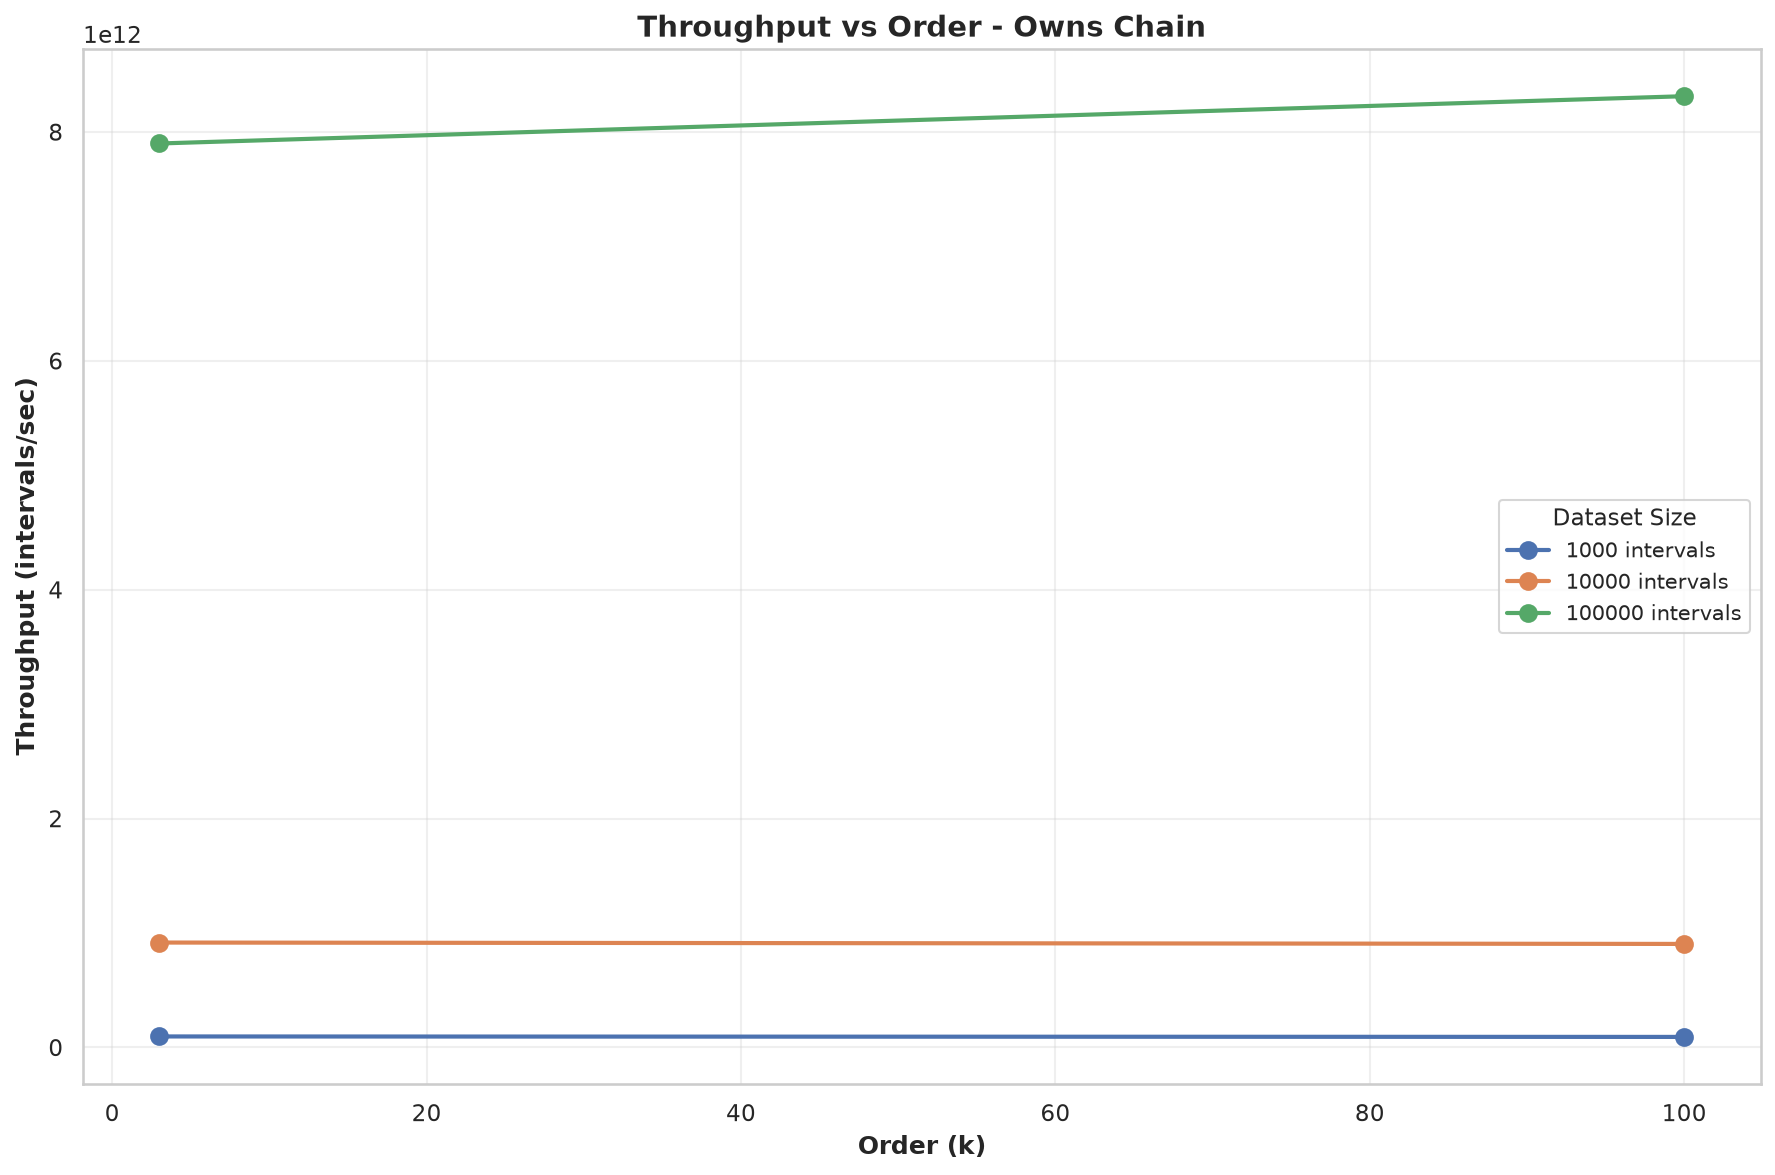 Throughput vs Order - Owns Chain
1e12
8
6
4
2
0
Throughput (intervals/sec)
Dataset Size
1000 intervals
10000 intervals
100000 intervals
0 20 40 60 80 100
Order (k)